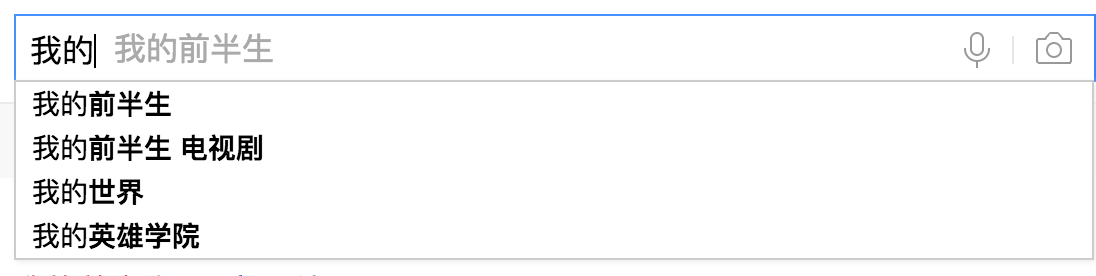 我的 我的前半生
我的前半生
我的前半生 电视剧
我的世界
我的英雄学院